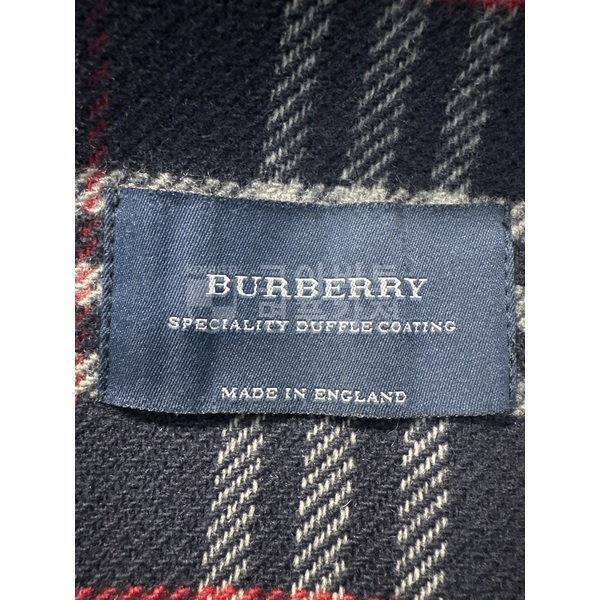 BURBERRY
SPECIALITY DUFFLE COATING
MADE IN ENGLAND